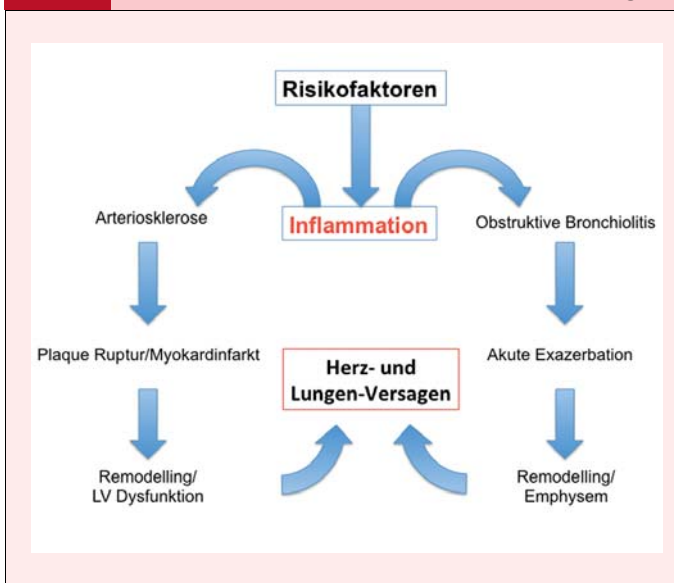 Risikofaktoren
Inflammation
Arteriosklerose
Obstruktive Bronchiolitis
Plaque Ruptur/Myokardinfarkt
Akute Exazerbation
Herz- und
Lungen-Versagen
Remodelling/
LV Dysfunktion
Remodelling/
Emphysem